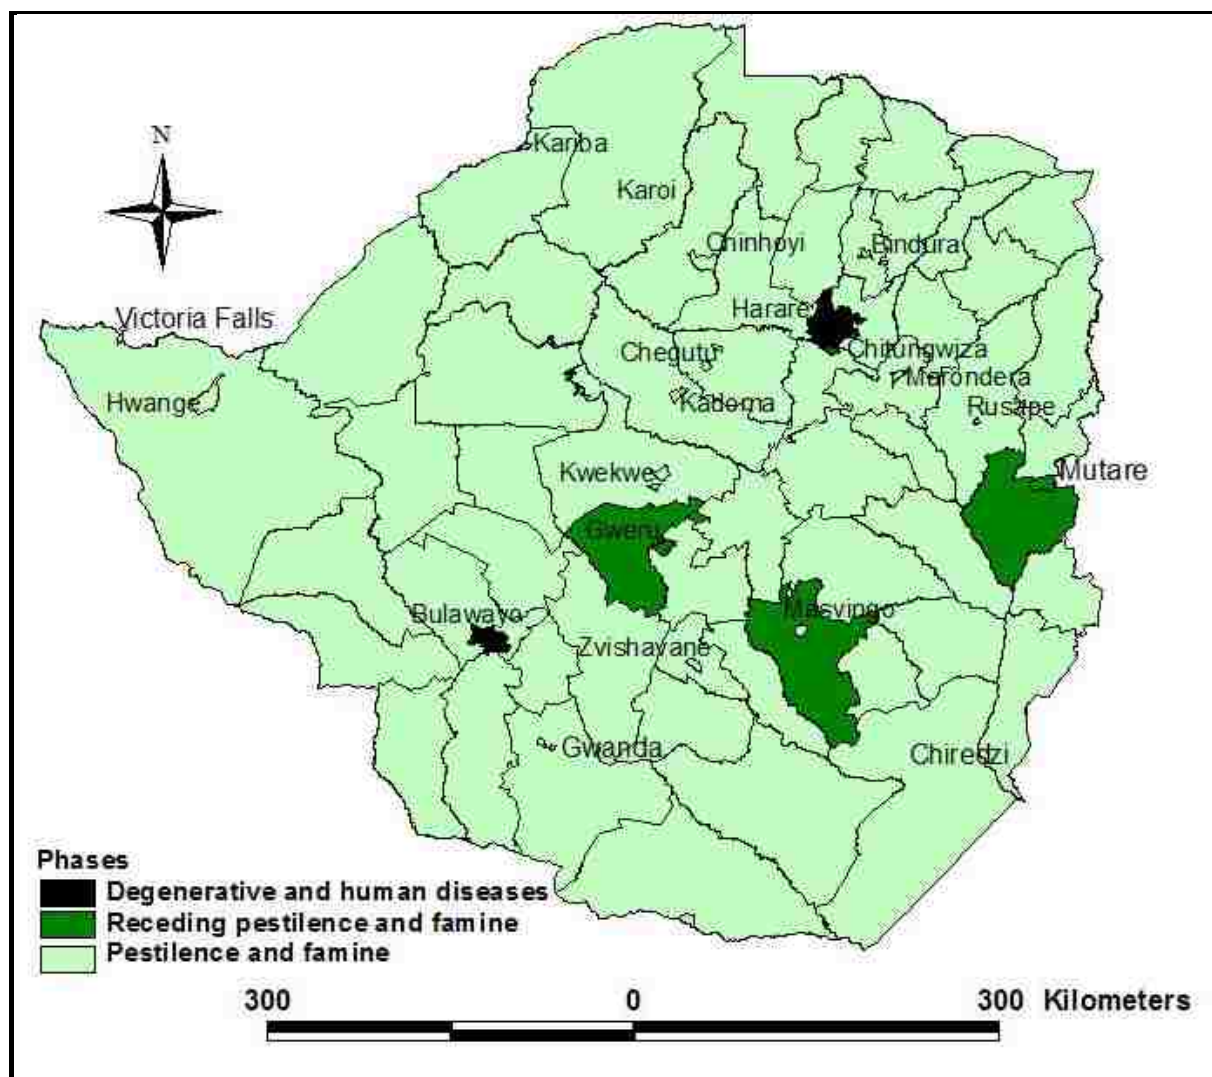 N
Kariba
Karoi
Chinhoyi
Bindura
Harare
Victoria Falls
Chegutu
Chitungwiza
Marondera
Hwange
Kadoma
Rusape
Kwekwe
Mutare
Gweru
Bulawayo
Masvingo
Zvishavane
Gwanda
Chiredzi
Phases
Degenerative and human diseases
Receding pestilence and famine
Pestilence and famine
300 0 300 Kilometers